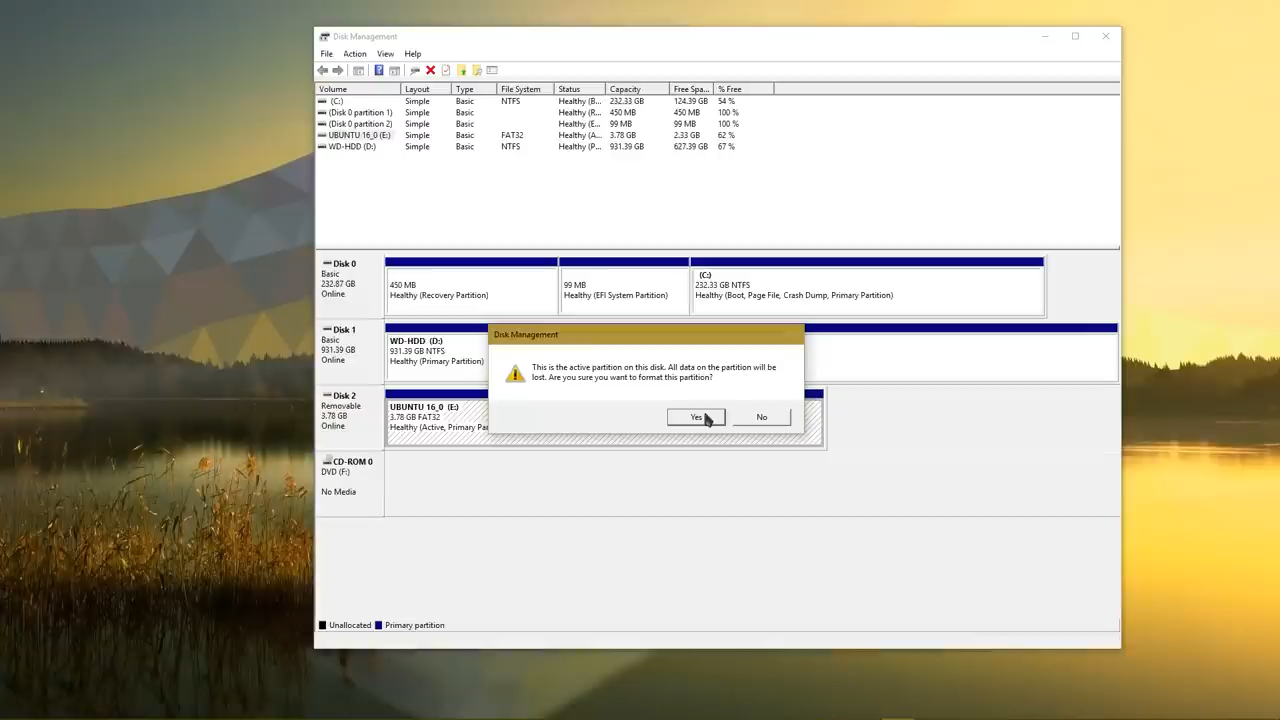 Disk Management
File Action View Help
Volume Layout Type File System Status Capacity Free Spa... % Free
(C:) Simple Basic NTFS Healthy (B... 232.33 GB 124.39 GB 54 %
(Disk 0 partition 1) Simple Basic Healthy (R... 450 MB 450 MB 100 %
(Disk 0 partition 2) Simple Basic Healthy (E... 99 MB 99 MB 100 %
UBUNTU 16_0 (E:) Simple Basic FAT32 Healthy (A... 3.78 GB 2.33 GB 62 %
WD-HDD (D:) Simple Basic NTFS Healthy (P... 931.39 GB 627.39 GB 67 %
Disk 0
Basic
232.87 GB
Online
450 MB
Healthy (Recovery Partition)
99 MB
Healthy (EFI System Partition)
(C:)
232.33 GB NTFS
Healthy (Boot, Page File, Crash Dump, Primary Partition)
Disk 1
Basic
931.39 GB
Online
WD-HDD (D:)
931.39 GB NTFS
Healthy (Primary Partition)
Disk Management
This is the active partition on this disk. All data on the partition will be
lost. Are you sure you want to format this partition?
Yes No
Disk 2
Removable
3.78 GB
Online
UBUNTU 16_0 (E:)
3.78 GB FAT32
Healthy (Active, Primary Pa
CD-ROM 0
DVD (F:)
No Media
Unallocated Primary partition